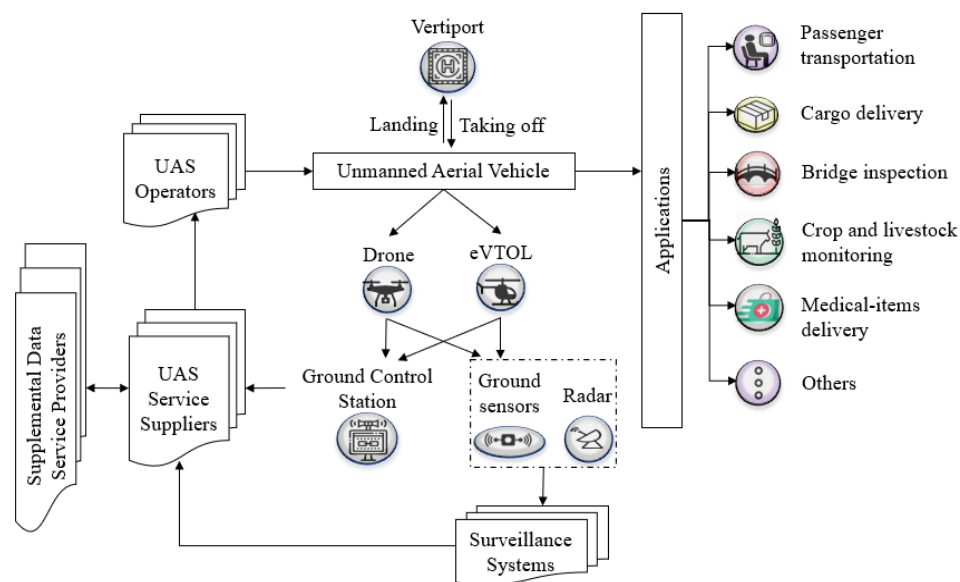 Vertiport
Landing
Taking off
UAS
Operators
Unmanned Aerial Vehicle
Drone
eVTOL
Supplemental Data
Service Providers
UAS
Service
Suppliers
Ground Control
Station
Ground
sensors
Radar
Surveillance
Systems
Applications
Passenger
transportation
Cargo delivery
Bridge inspection
Crop and livestock
monitoring
Medical-items
delivery
Others